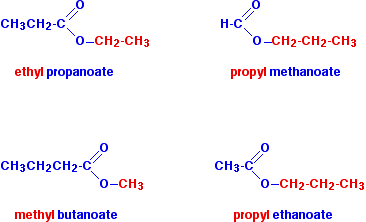 O
CH3CH2-C
O-CH2-CH3
ethyl propanoate
O
H-C
O-CH2-CH2-CH3
propyl methanoate
O
CH3CH2CH2-C
O-CH3
methyl butanoate
O
CH3-C
O-CH2-CH2-CH3
propyl ethanoate